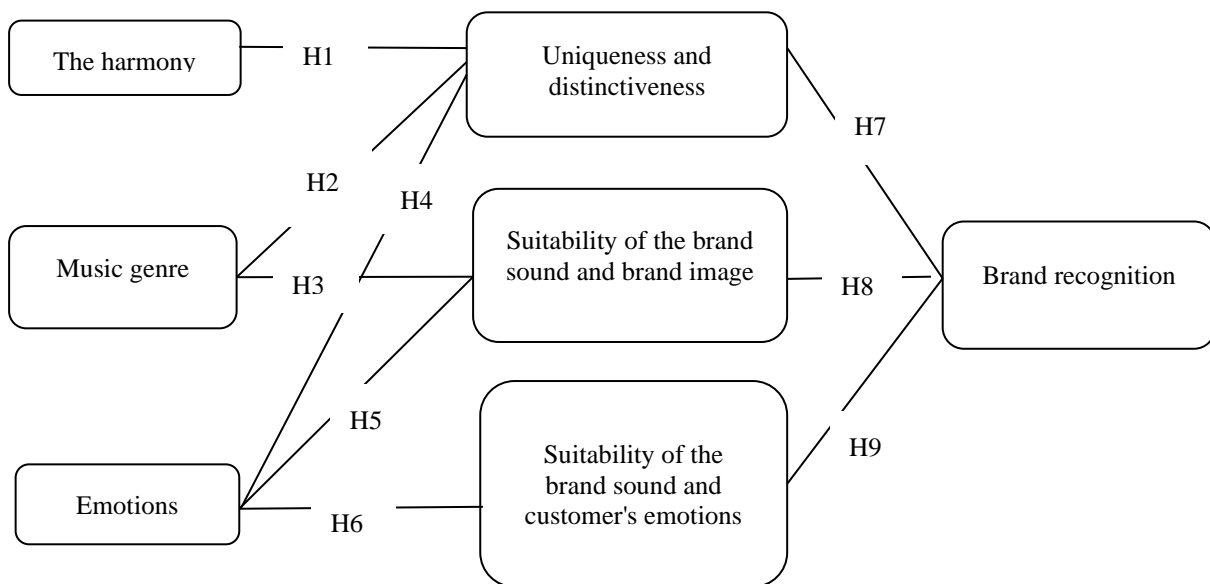 The harmony
H1
Uniqueness and
distinctiveness
H7
H2
H4
Music genre
H3
Suitability of the brand
sound and brand image
H8
Brand recognition
H5
H9
Emotions
H6
Suitability of the
brand sound and
customer's emotions